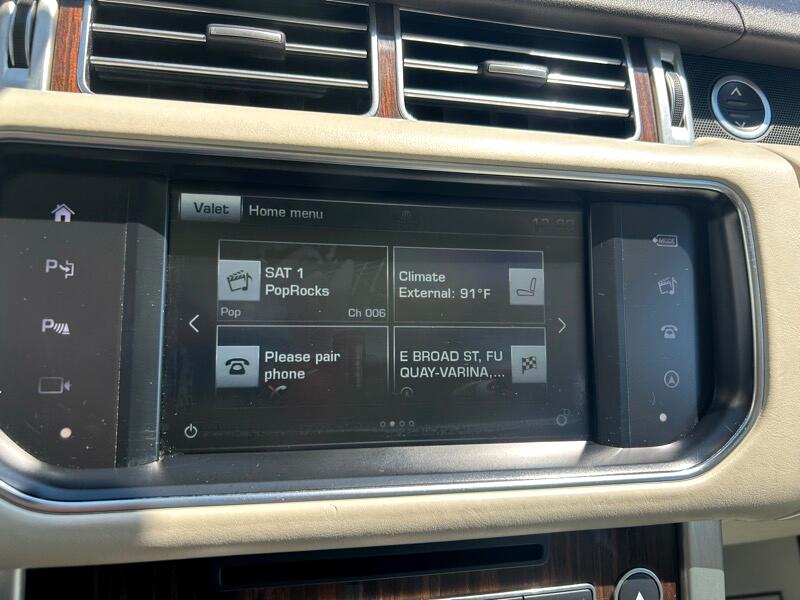 Valet
Home menu
SAT 1
PopRocks
Pop
Ch 006
Climate
External: 91°F
Please pair
phone
E BROAD ST, FU
QUAY-VARINA,...
P
P
MODE